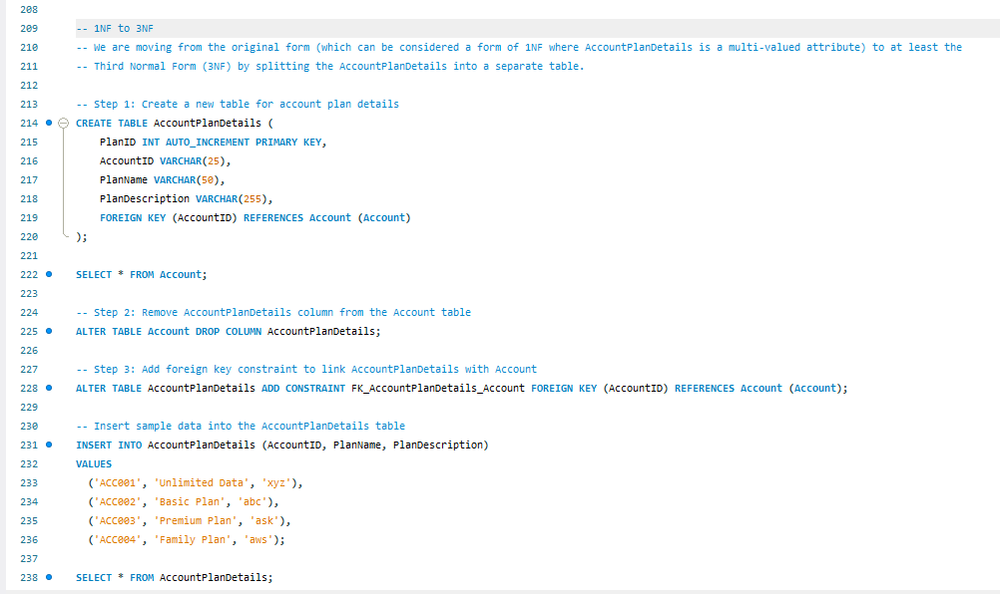 208
209 -- 1NF to 3NF
210 -- We are moving from the original form (which can be considered a form of 1NF where AccountPlanDetails is a multi-valued attribute) to at least the
211 -- Third Normal Form (3NF) by splitting the AccountPlanDetails into a separate table.
212
213 -- Step 1: Create a new table for account plan details
214 CREATE TABLE AccountPlanDetails (
215 PlanID INT AUTO_INCREMENT PRIMARY KEY,
216 AccountID VARCHAR(25),
217 PlanName VARCHAR(50),
218 PlanDescription VARCHAR(255),
219 FOREIGN KEY (AccountID) REFERENCES Account (Account)
220 );
221
222 SELECT * FROM Account;
223
224 -- Step 2: Remove AccountPlanDetails column from the Account table
225 ALTER TABLE Account DROP COLUMN AccountPlanDetails;
226
227 -- Step 3: Add foreign key constraint to link AccountPlanDetails with Account
228 ALTER TABLE AccountPlanDetails ADD CONSTRAINT FK_AccountPlanDetails_Account FOREIGN KEY (AccountID) REFERENCES Account (Account);
229
230 -- Insert sample data into the AccountPlanDetails table
231 INSERT INTO AccountPlanDetails (AccountID, PlanName, PlanDescription)
232 VALUES
233 ('ACC001', 'Unlimited Data', 'xyz'),
234 ('ACC002', 'Basic Plan', 'abc'),
235 ('ACC003', 'Premium Plan', 'ask'),
236 ('ACC004', 'Family Plan', 'aws');
237
238 SELECT * FROM AccountPlanDetails;